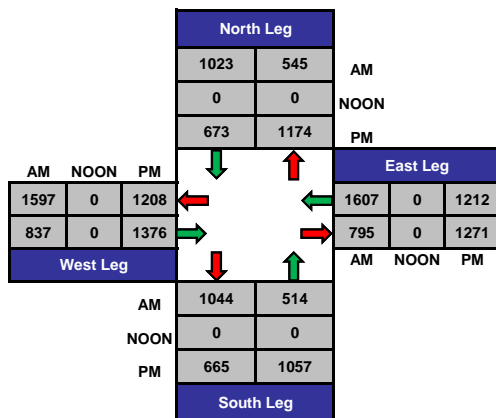 North Leg
1023 545 AM
0 0 NOON
673 1174 PM
AM NOON PM East Leg
1597 0 1208 1607 0 1212
837 0 1376 795 0 1271
West Leg AM NOON PM
AM 1044 514
NOON 0 0
PM 665 1057
South Leg